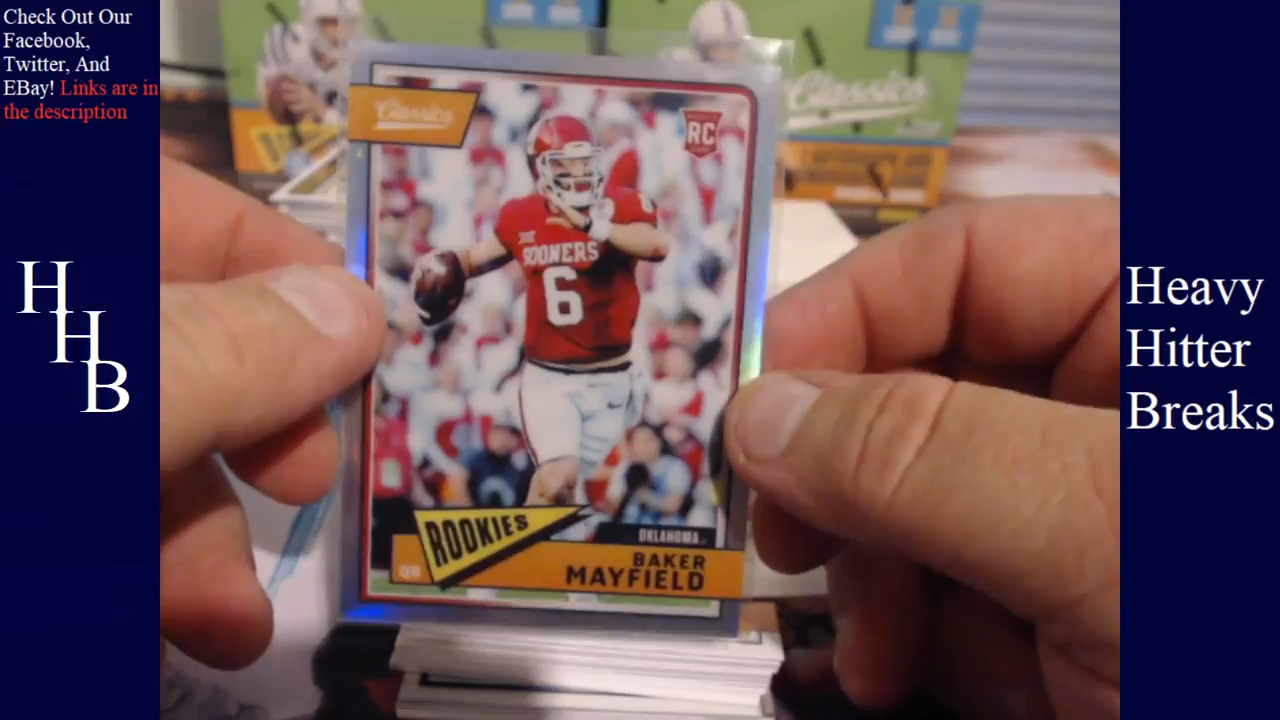 Check Out Our
Facebook,
Twitter, And
EBay! Links are in
the description
H
H
B
Heavy
Hitter
Breaks
Classics
Classics
RC
SOONERS
6
ROOKIES
OKLAHOMA
QB
BAKER
MAYFIELD